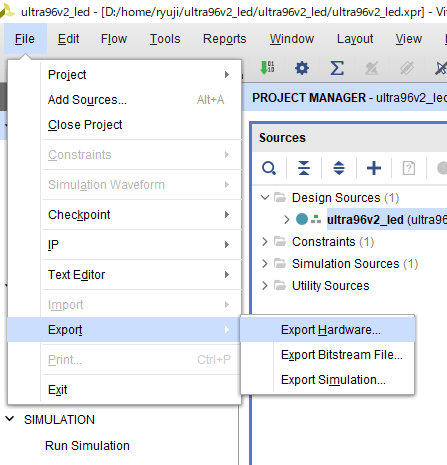 ultra96v2_led - [D:/home/ryuji/ultra96v2_led/ultra96v2_led/ultra96v2_led.xpr] - Vi
File Edit Flow Tools Reports Window Layout View
PROJECT MANAGER - ultra96v2_led
Project
Add Sources... Alt+A
Close Project
Constraints
Simulation Waveform
Checkpoint
IP
Text Editor
Import
Export
Print... Ctrl+P
Exit
Sources
Design Sources (1)
ultra96v2_led (ultra96
Constraints (1)
Simulation Sources (1)
Utility Sources
Export Hardware...
Export Bitstream File...
Export Simulation...
SIMULATION
Run Simulation